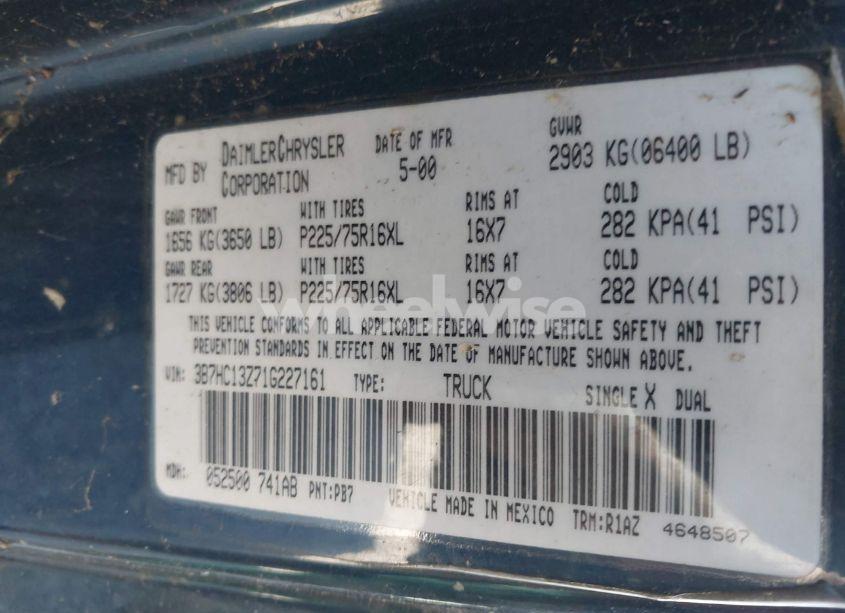 MFD BY DAIMLERCHRYSLER CORPORATION DATE OF MFR 5-00 GVWR 2903 KG(06400 LB)
GAWR FRONT WITH TIRES RIMS AT COLD
1656 KG(3650 LB) P225/75R16XL 16X7 282 KPA(41 PSI)
GAWR REAR WITH TIRES RIMS AT COLD
1727 KG(3806 LB) P225/75R16XL 16X7 282 KPA(41 PSI)
wheelwise
THIS VEHICLE CONFORMS TO ALL APPLICABLE FEDERAL MOTOR VEHICLE SAFETY AND THEFT
PREVENTION STANDARDS IN EFFECT ON THE DATE OF MANUFACTURE SHOWN ABOVE.
VIN: 3B7HC13Z71G227161 TYPE: TRUCK SINGLE X DUAL
MDH: 052500 741AB PNT:PB7 VEHICLE MADE IN MEXICO TRM:R1AZ 4648507